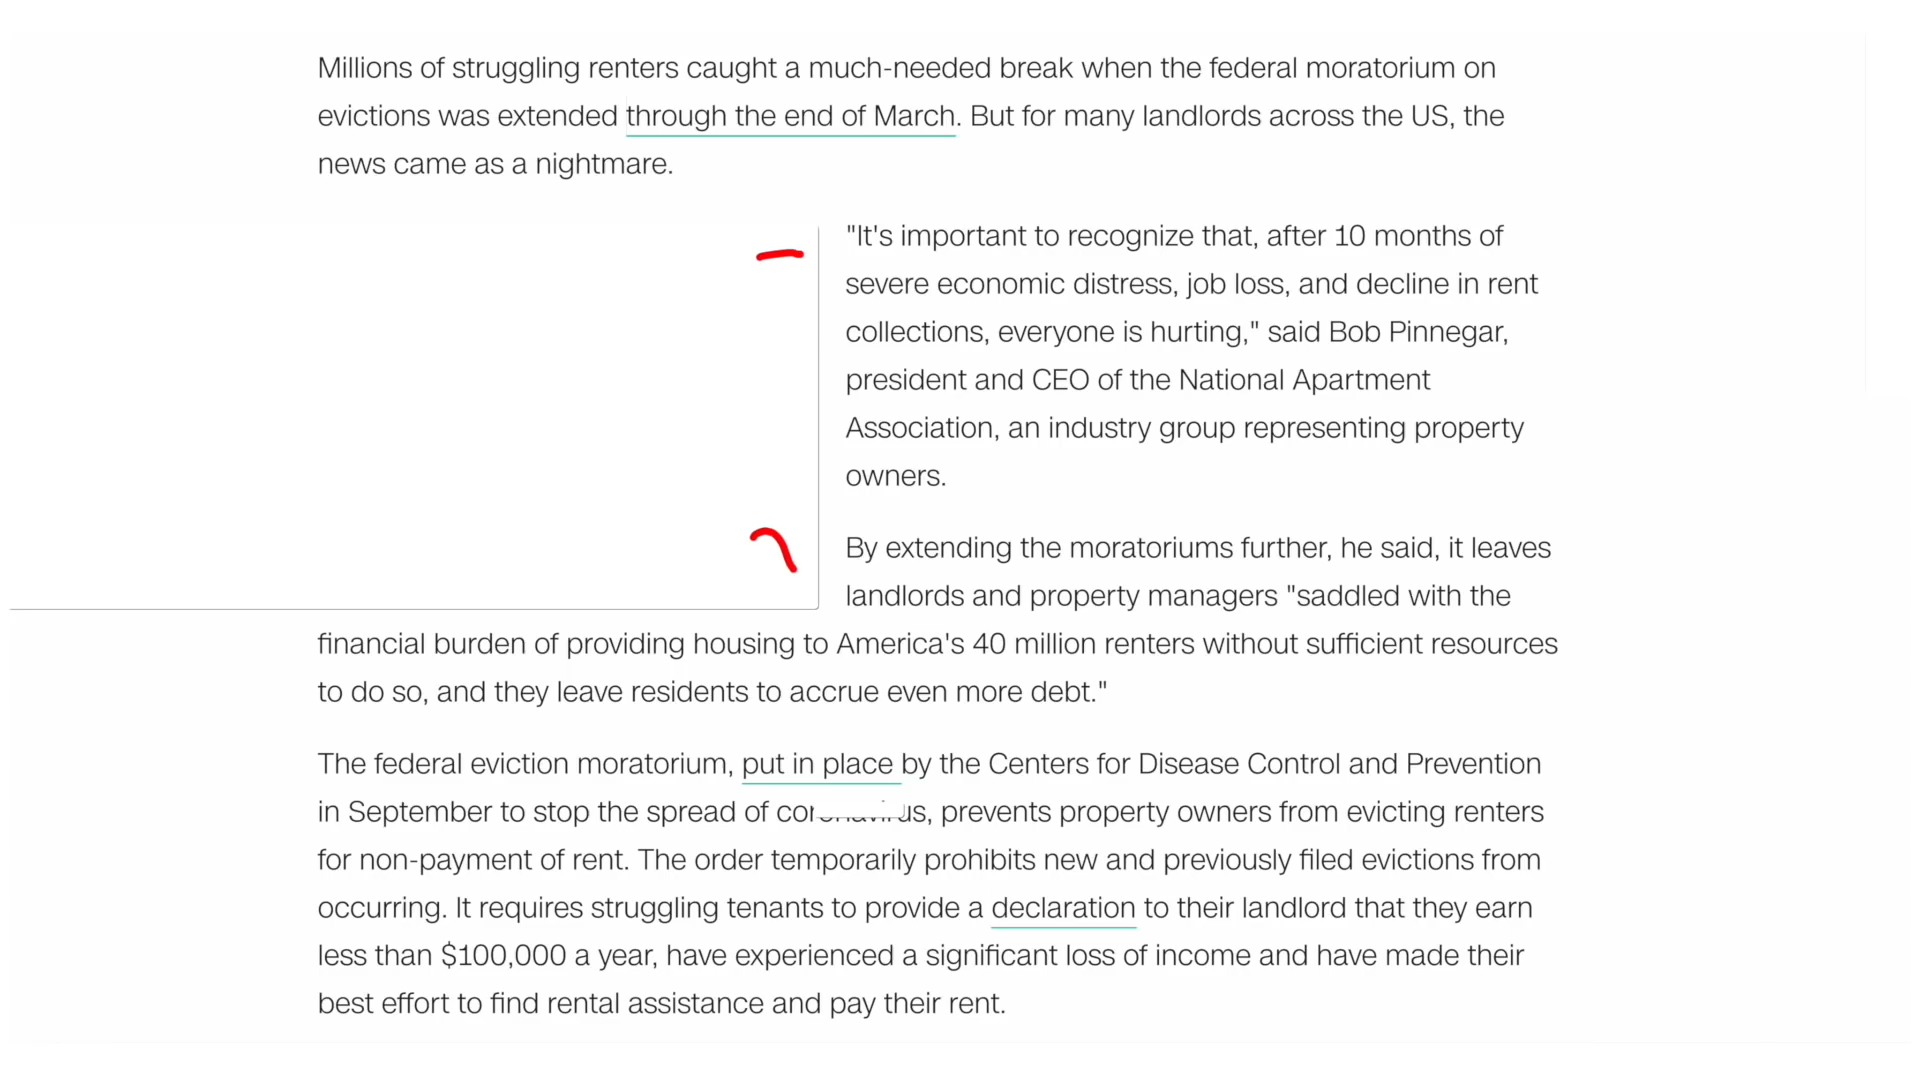 Millions of struggling renters caught a much-needed break when the federal moratorium on
evictions was extended through the end of March. But for many landlords across the US, the
news came as a nightmare.
"It's important to recognize that, after 10 months of
severe economic distress, job loss, and decline in rent
collections, everyone is hurting," said Bob Pinnegar,
president and CEO of the National Apartment
Association, an industry group representing property
owners.
By extending the moratoriums further, he said, it leaves
landlords and property managers "saddled with the
financial burden of providing housing to America's 40 million renters without sufficient resources
to do so, and they leave residents to accrue even more debt."
The federal eviction moratorium, put in place by the Centers for Disease Control and Prevention
in September to stop the spread of coronavirus, prevents property owners from evicting renters
for non-payment of rent. The order temporarily prohibits new and previously filed evictions from
occurring. It requires struggling tenants to provide a declaration to their landlord that they earn
less than $100,000 a year, have experienced a significant loss of income and have made their
best effort to find rental assistance and pay their rent.